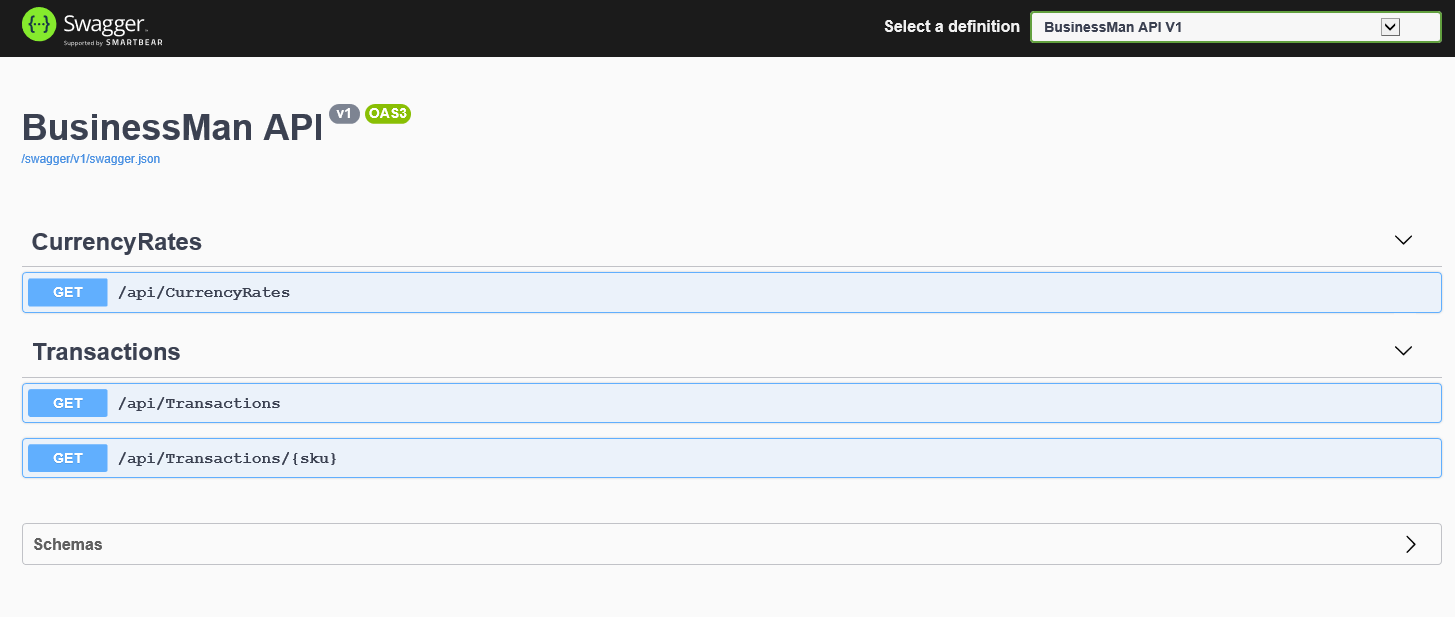 {···} Swagger.
Supported by SMARTBEAR
Select a definition
BusinessMan API V1
BusinessMan API v1 OAS3
/swagger/v1/swagger.json
CurrencyRates
GET /api/CurrencyRates
Transactions
GET /api/Transactions
GET /api/Transactions/{sku}
Schemas